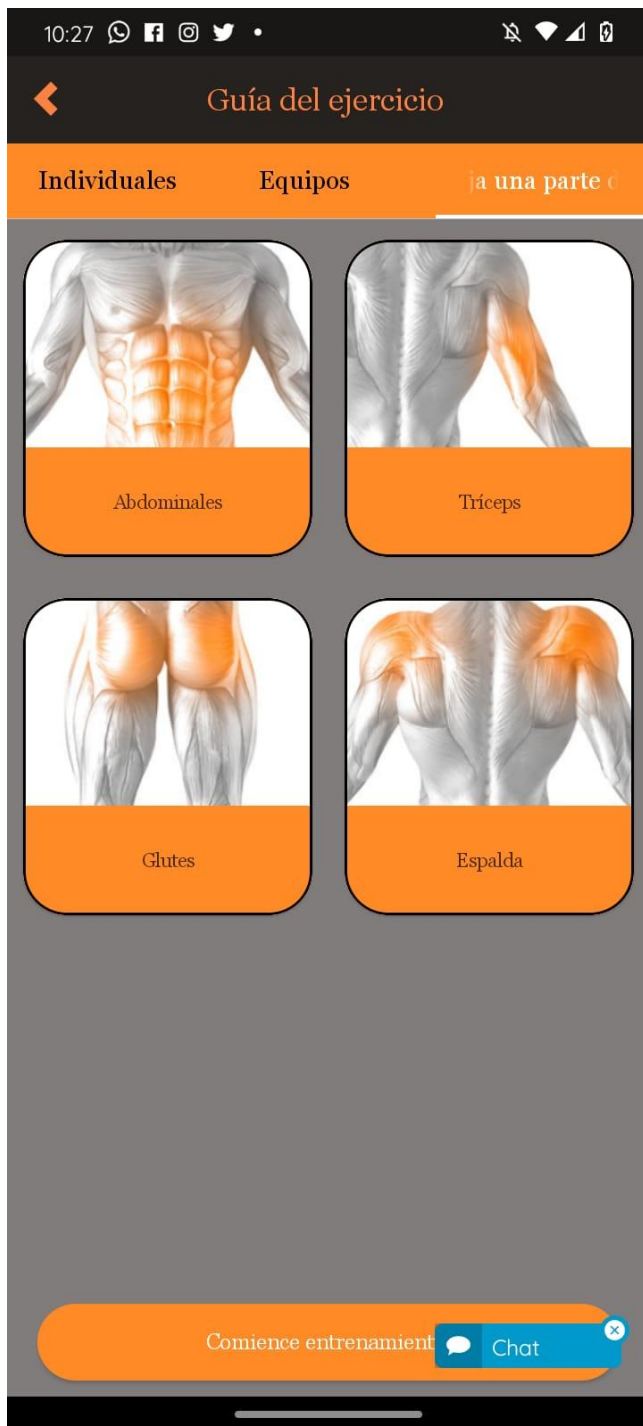 10:27
Guía del ejercicio
Individuales Equipos ja una parte d
Abdominales Tríceps
Glutes Espalda
Comience entrenamient
Chat